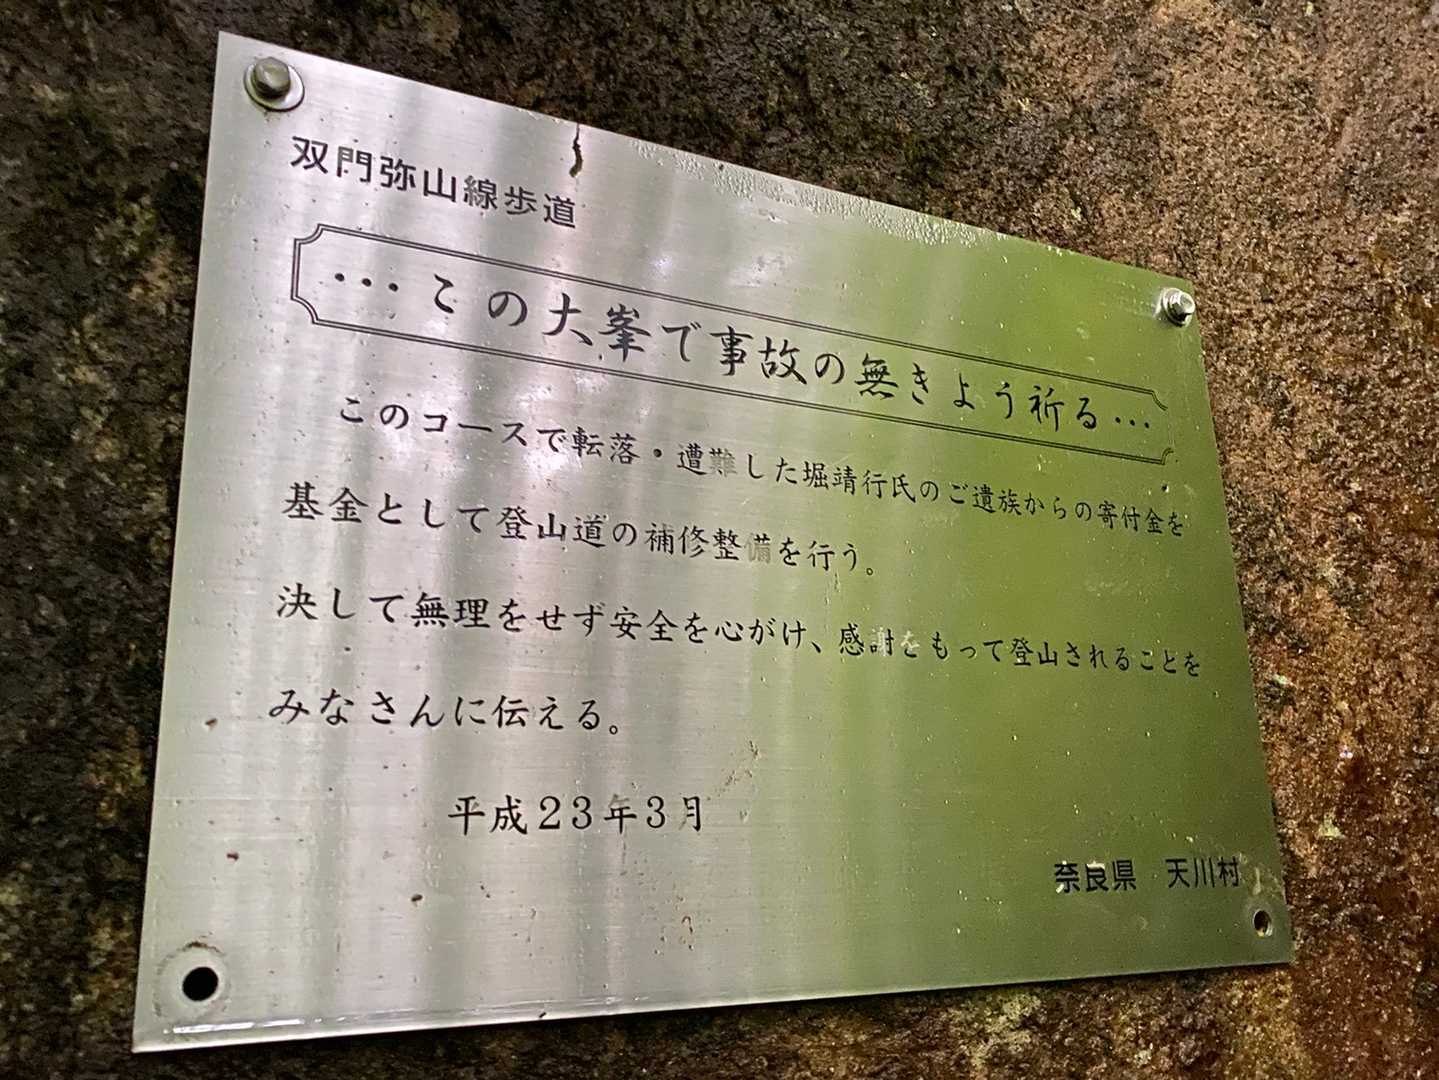 双門弥山線歩道
…この大峯で事故の無きよう祈る…
このコースで転落・遭難した堀靖行氏のご遺族からの寄付金を
基金として登山道の補修整備を行う。
決して無理をせず安全を心がけ、感謝をもって登山されることを
みなさんに伝える。
平成23年3月
奈良県 天川村